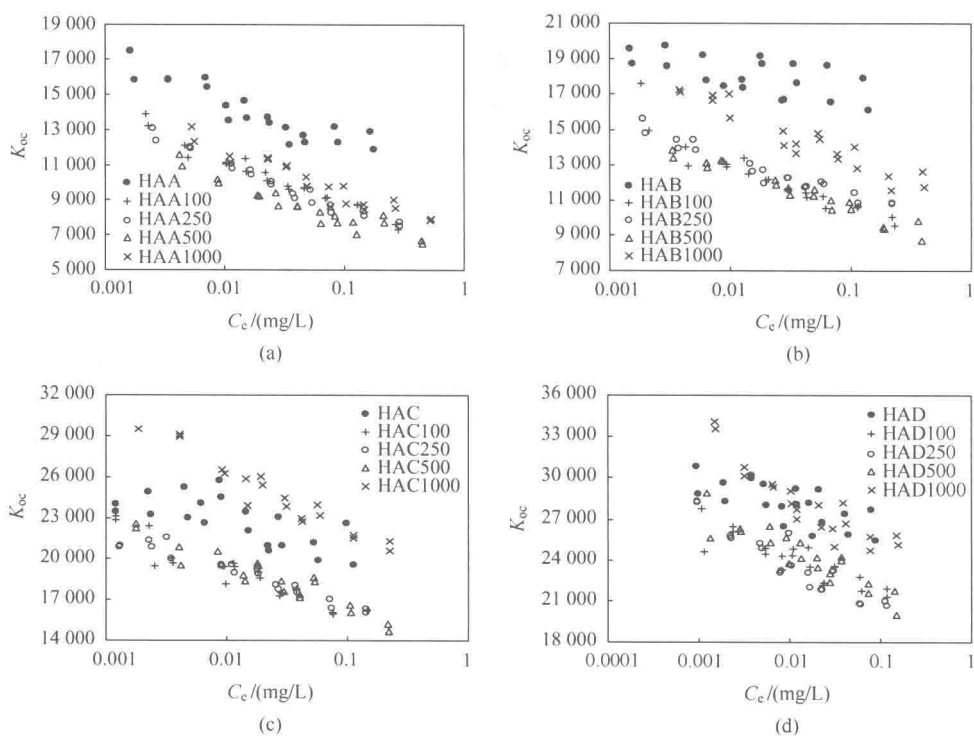 19 000
17 000
15 000
13 000
11 000
9 000
7 000
5 000
K_oc
HAA
HAA100
HAA250
HAA500
HAA1000
0.001 0.01 0.1 1
C_e/(mg/L)
(a)
21 000
19 000
17 000
15 000
13 000
11 000
9 000
7 000
K_oc
HAB
HAB100
HAB250
HAB500
HAB1000
0.001 0.01 0.1 1
C_e/(mg/L)
(b)
32 000
29 000
26 000
23 000
20 000
17 000
14 000
K_oc
HAC
HAC100
HAC250
HAC500
HAC1000
0.001 0.01 0.1 1
C_e/(mg/L)
(c)
36 000
33 000
30 000
27 000
24 000
21 000
18 000
K_oc
HAD
HAD100
HAD250
HAD500
HAD1000
0.0001 0.001 0.01 0.1 1
C_e/(mg/L)
(d)